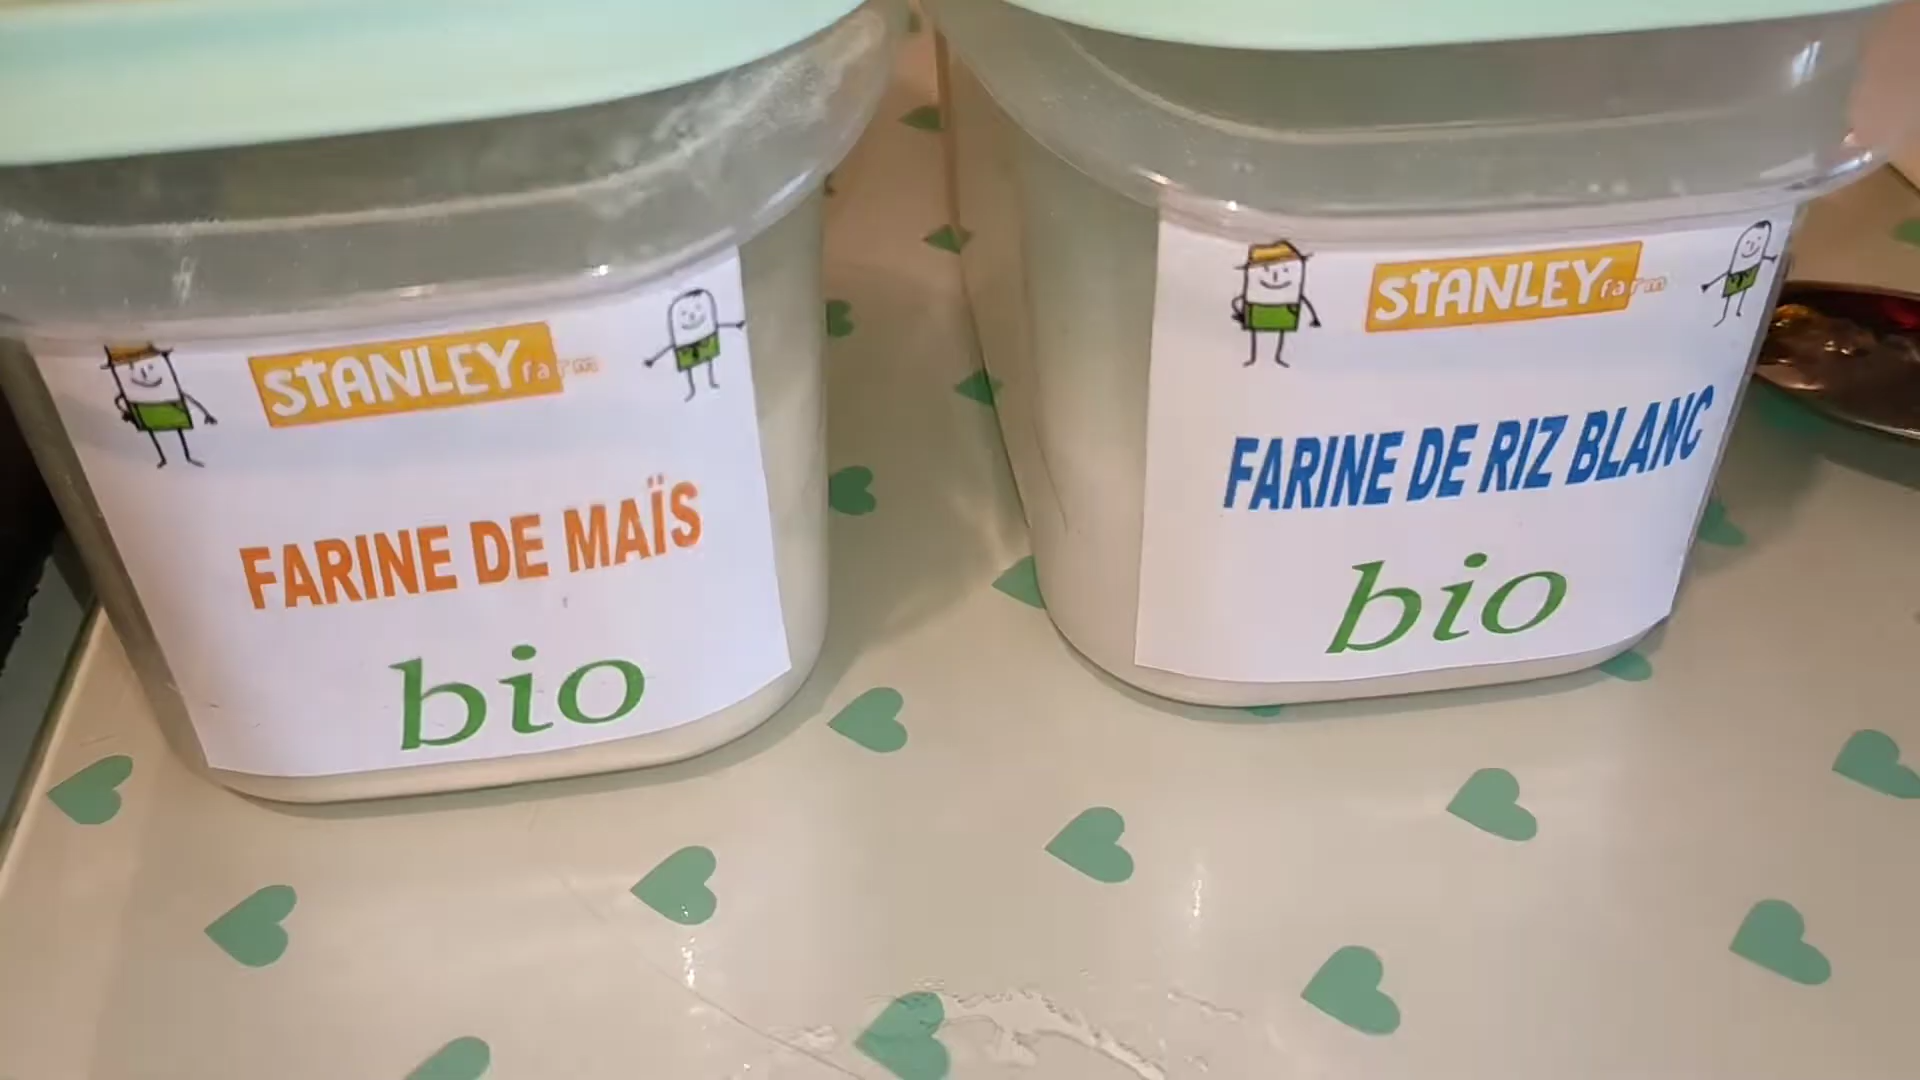 STANLEY farm
FARINE DE MAÏS
bio
STANLEY farm
FARINE DE RIZ BLANC
bio